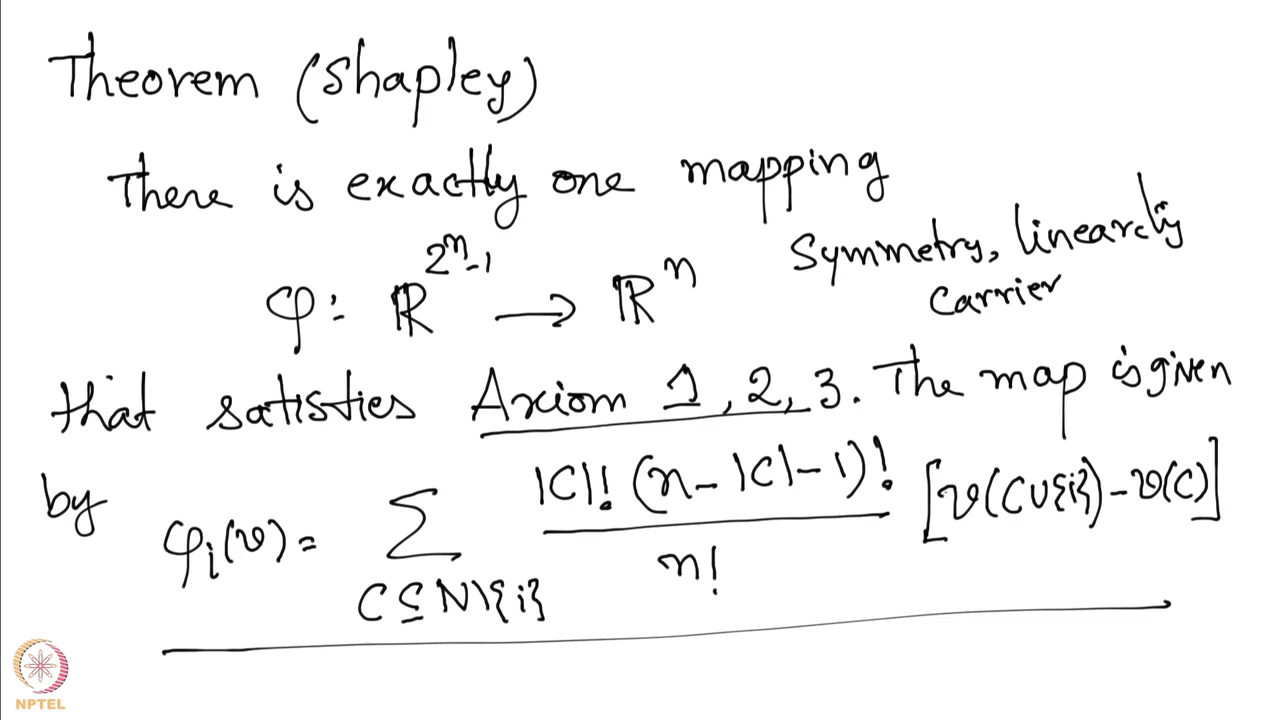 Theorem (Shapley)
There is exactly one mapping
φ: ℝ^{2^n-1} → ℝ^n
Symmetry, linearity
Carrier
that satisfies Axiom 1, 2, 3. The map is given
by φ_i(v) = Σ_{C⊆N\{i}} |C|! (n-|C|-1)! / n! [v(C∪{i})-v(C)]
NPTEL